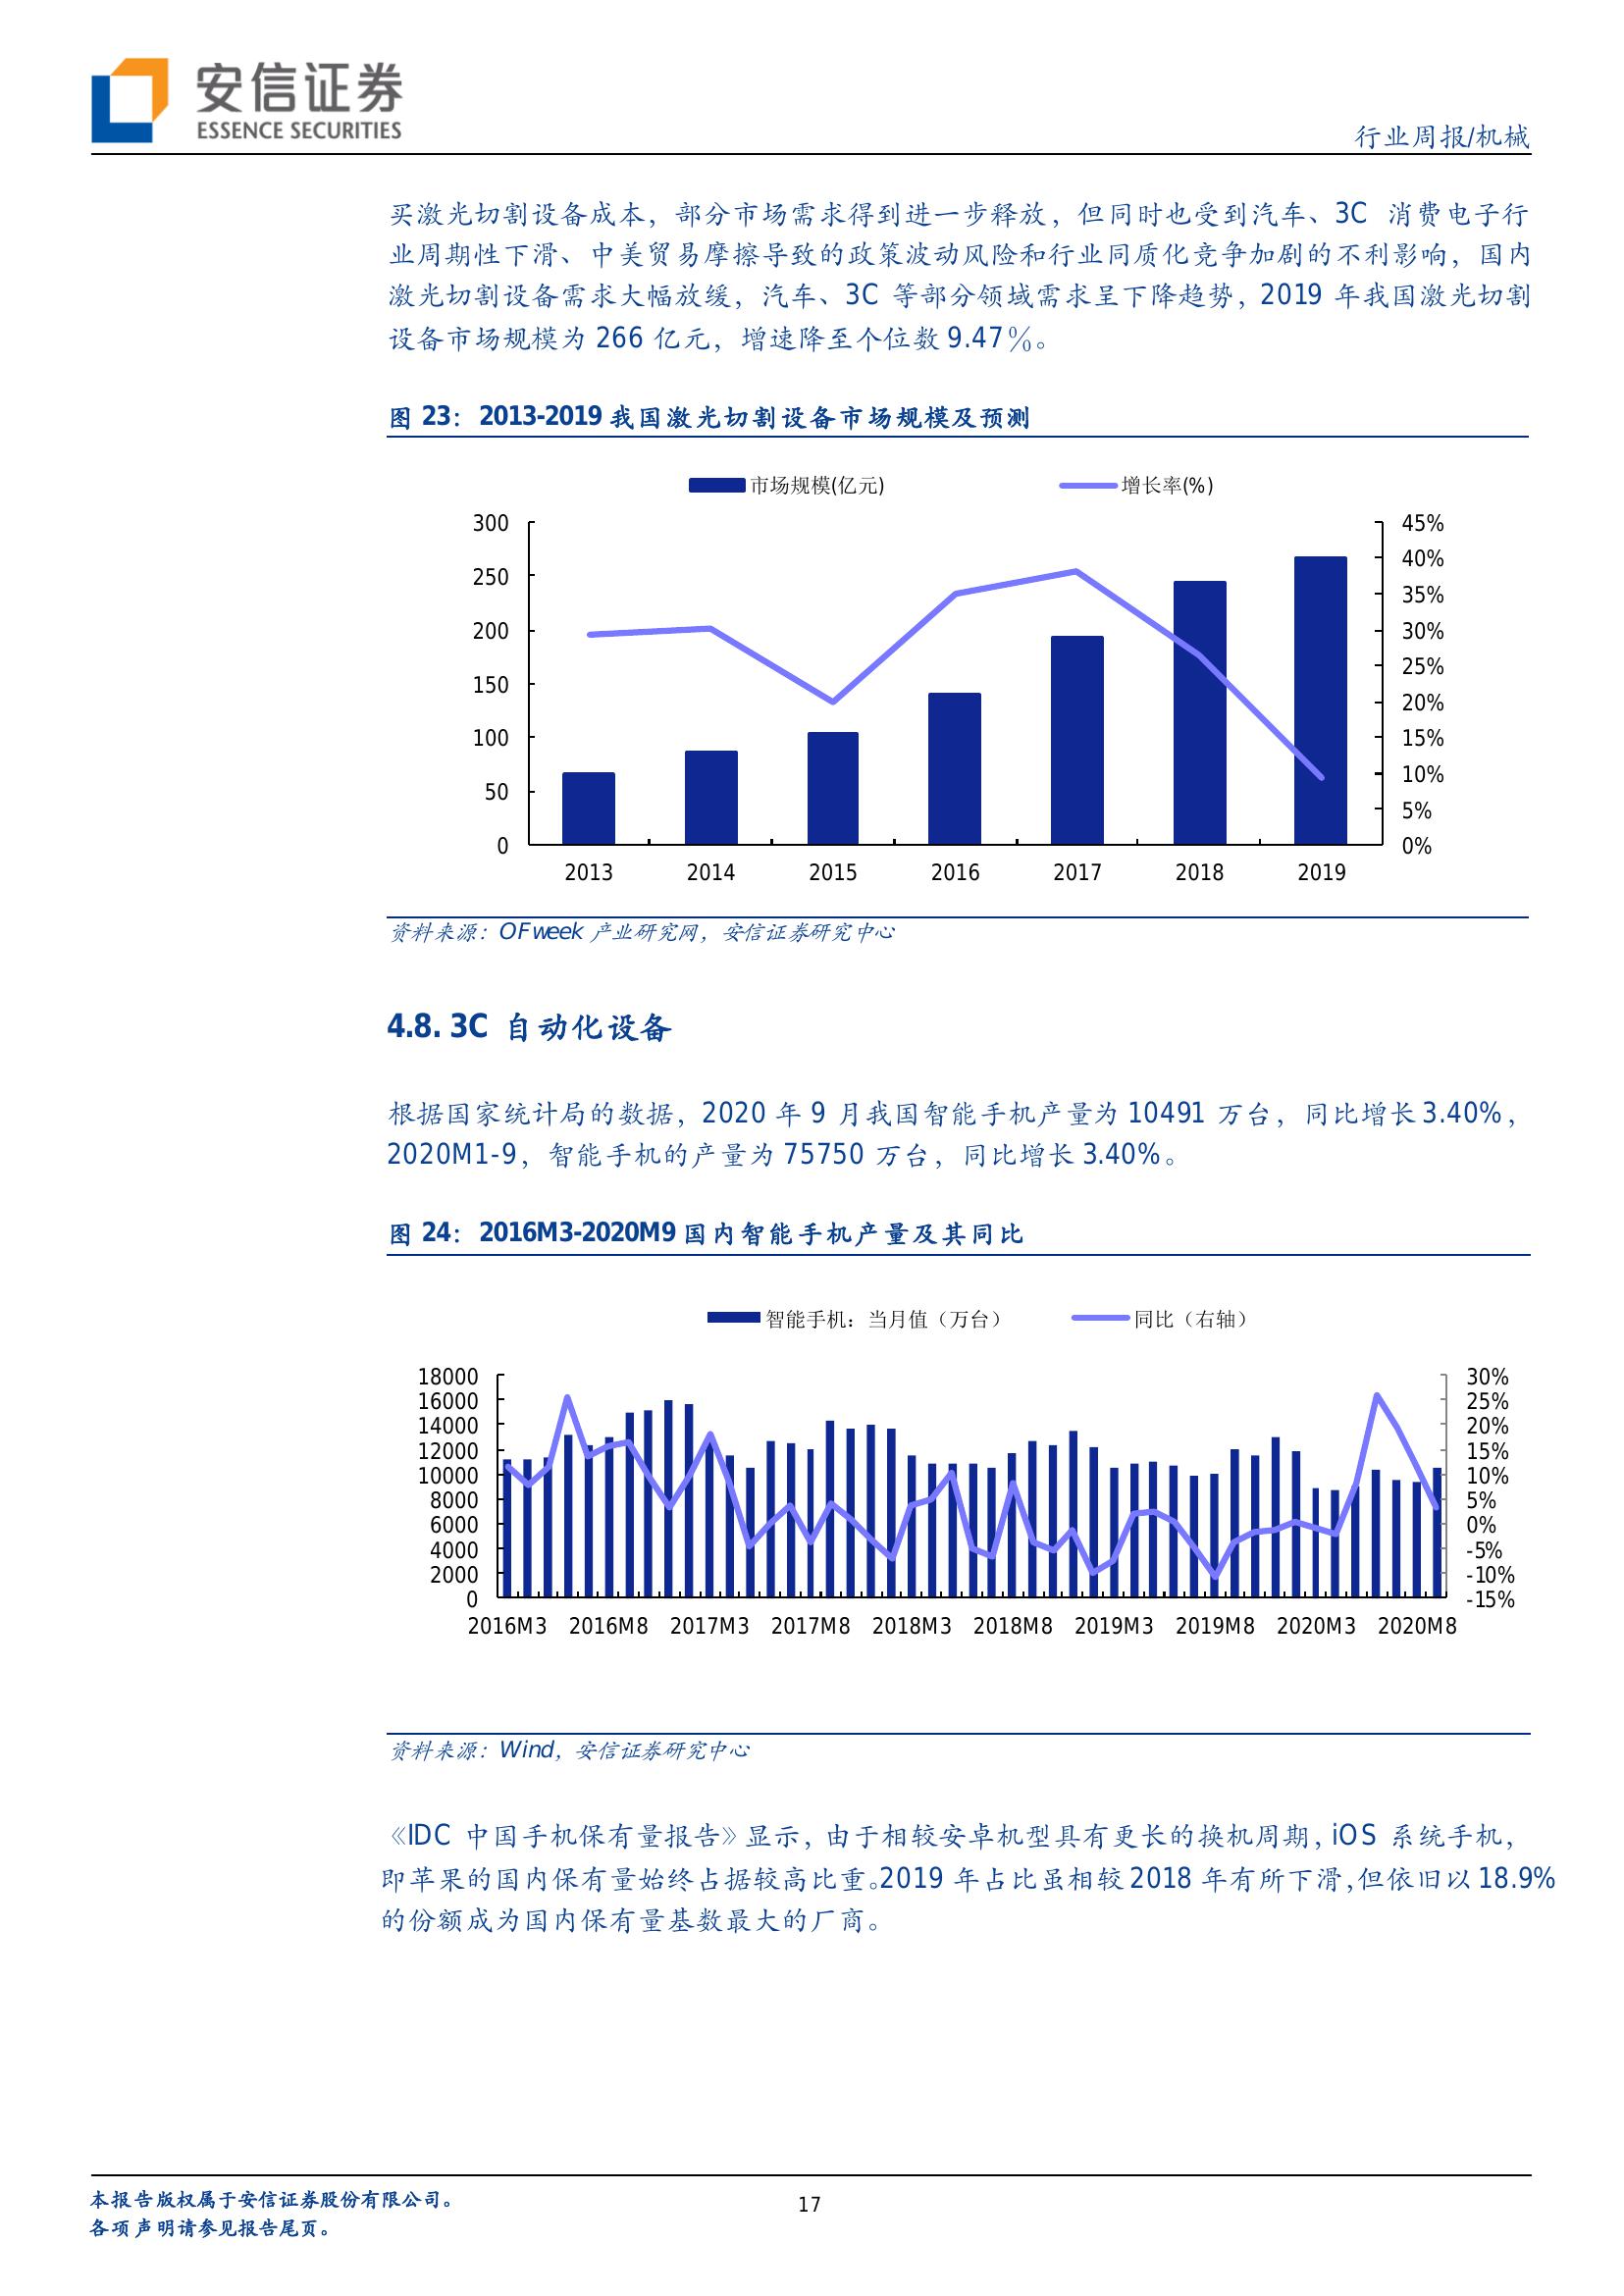 安信证券
ESSENCE SECURITIES
行业周报/机械
买激光切割设备成本，部分市场需求得到进一步释放，但同时也受到汽车、3C 消费电子行
业周期性下滑、中美贸易摩擦导致的政策波动风险和行业同质化竞争加剧的不利影响，国内
激光切割设备需求大幅放缓，汽车、3C 等部分领域需求呈下降趋势，2019 年我国激光切割
设备市场规模为 266 亿元，增速降至个位数 9.47％。
图 23：2013-2019 我国激光切割设备市场规模及预测
市场规模(亿元) 增长率(%)
300 45%
40%
250 35%
200 30%
25%
150 20%
100 15%
10%
50 5%
0 0%
2013 2014 2015 2016 2017 2018 2019
资料来源：OFweek 产业研究网，安信证券研究中心
4.8. 3C 自动化设备
根据国家统计局的数据，2020 年 9 月我国智能手机产量为 10491 万台，同比增长 3.40%，
2020M1-9，智能手机的产量为 75750 万台，同比增长 3.40%。
图 24：2016M3-2020M9 国内智能手机产量及其同比
智能手机：当月值（万台） 同比（右轴）
18000 30%
16000 25%
14000 20%
12000 15%
10000 10%
8000 5%
6000 0%
4000 -5%
2000 -10%
0 -15%
2016M3 2016M8 2017M3 2017M8 2018M3 2018M8 2019M3 2019M8 2020M3 2020M8
资料来源：Wind，安信证券研究中心
《IDC 中国手机保有量报告》显示，由于相较安卓机型具有更长的换机周期，iOS 系统手机，
即苹果的国内保有量始终占据较高比重。2019 年占比虽相较 2018 年有所下滑，但依旧以 18.9%
的份额成为国内保有量基数最大的厂商。
本报告版权属于安信证券股份有限公司。
17
各项声明请参见报告尾页。